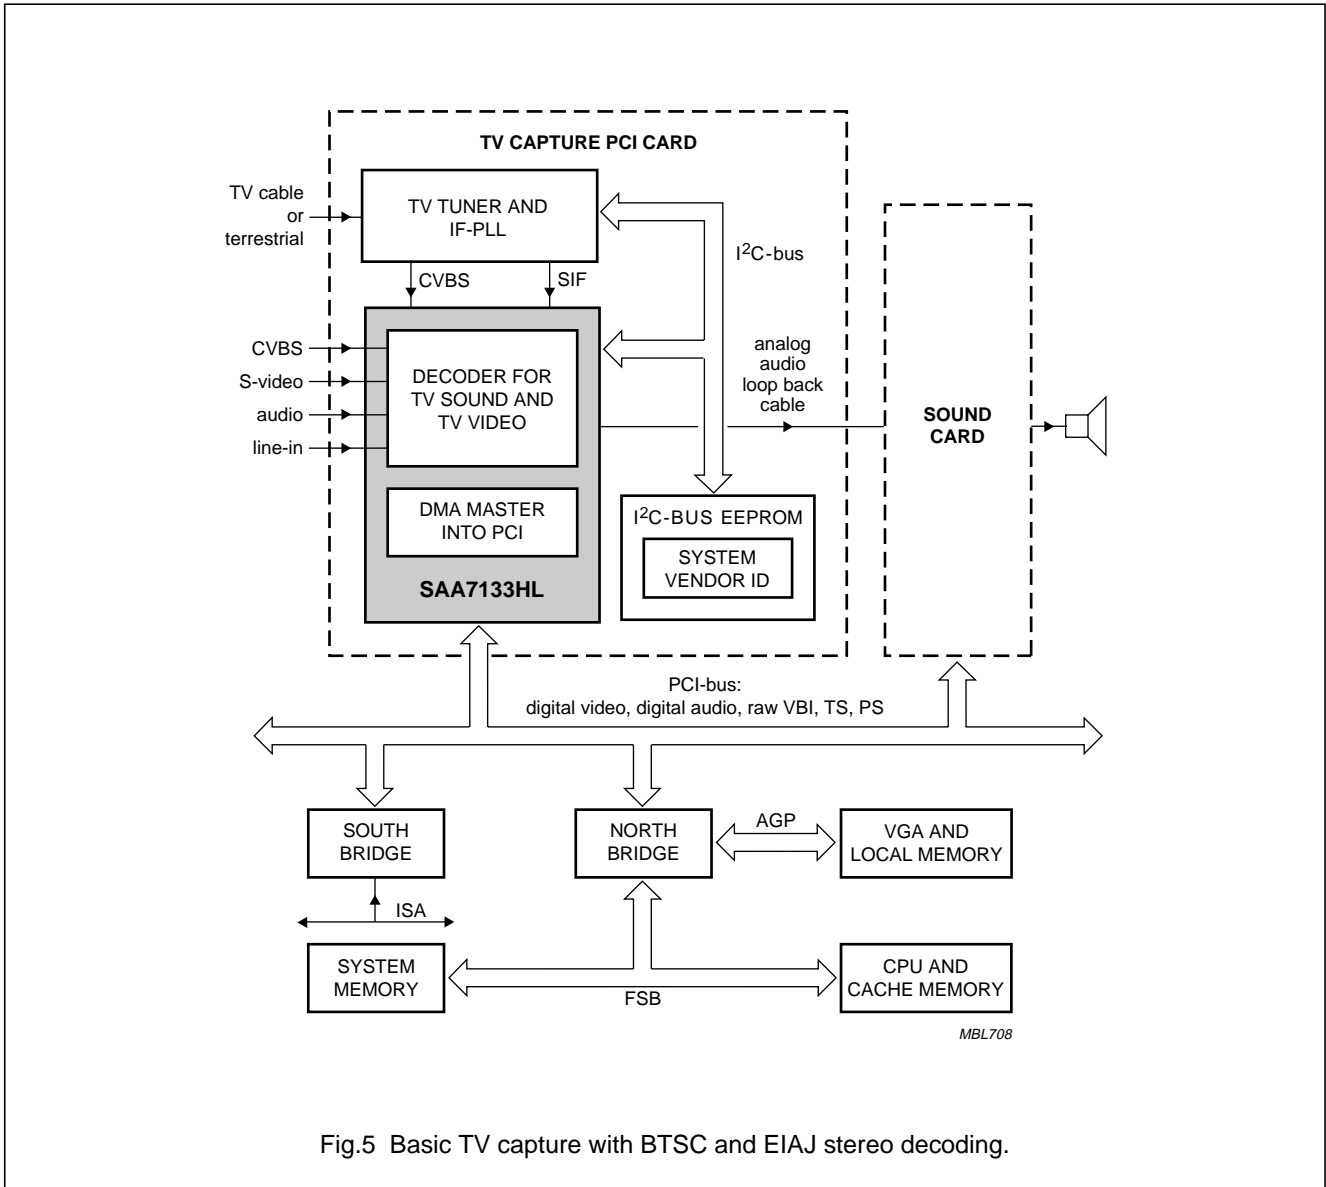 TV CAPTURE PCI CARD
TV cable
or
terrestrial
TV TUNER AND
IF-PLL
I2C-bus
CVBS
SIF
CVBS
S-video
audio
line-in
DECODER FOR
TV SOUND AND
TV VIDEO
analog
audio
loop back
cable
SOUND
CARD
DMA MASTER
INTO PCI
SAA7133HL
I2C-BUS EEPROM
SYSTEM
VENDOR ID
PCI-bus:
digital video, digital audio, raw VBI, TS, PS
SOUTH
BRIDGE
NORTH
BRIDGE
AGP
VGA AND
LOCAL MEMORY
ISA
SYSTEM
MEMORY
FSB
CPU AND
CACHE MEMORY
MBL708
Fig.5 Basic TV capture with BTSC and EIAJ stereo decoding.